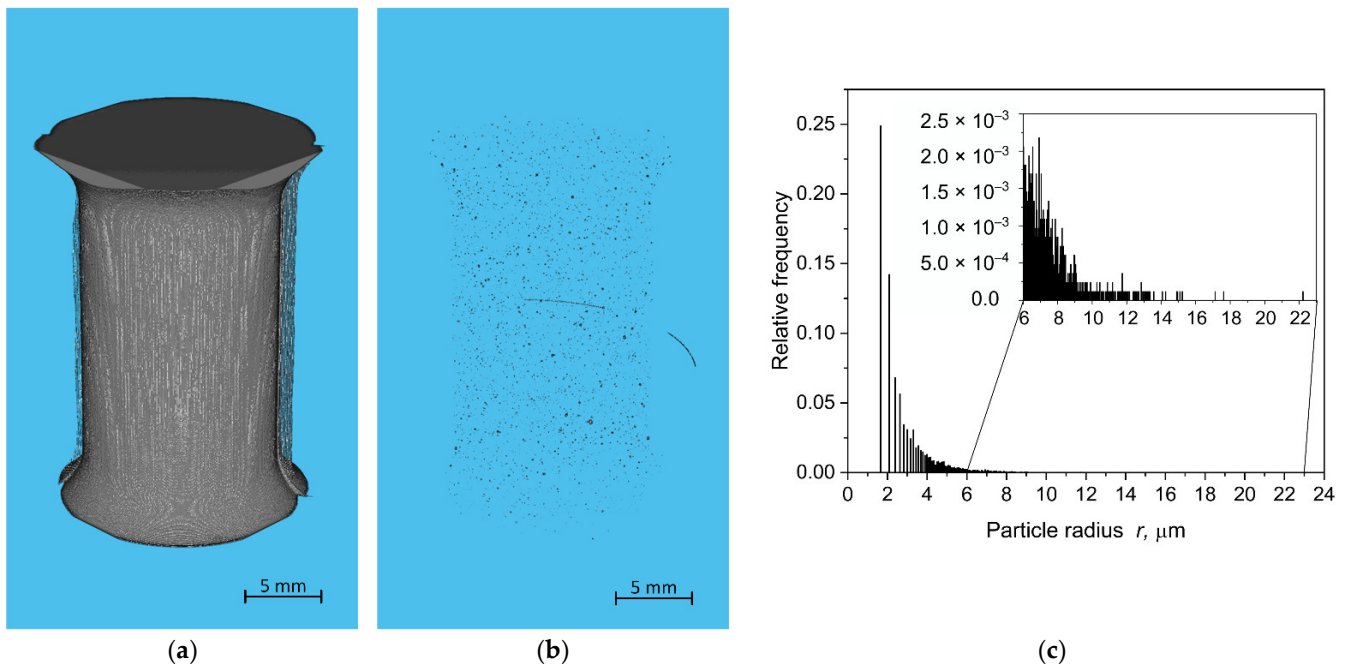 5 mm
(a)
5 mm
(b)
Relative frequency
0.25
0.20
0.15
0.10
0.05
0.00
0 2 4 6 8 10 12 14 16 18 20 22 24
Particle radius r, μm
2.5 × 10⁻³
2.0 × 10⁻³
1.5 × 10⁻³
1.0 × 10⁻³
5.0 × 10⁻⁴
0.0
6 8 10 12 14 16 18 20 22
(c)